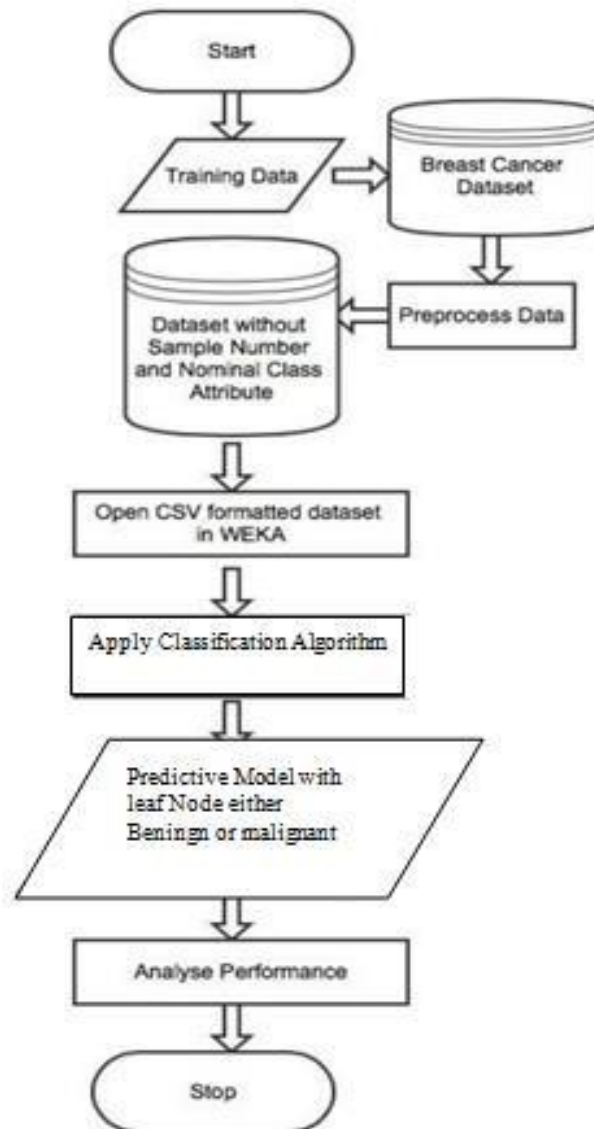 Start
Training Data
Breast Cancer
Dataset
Preprocess Data
Dataset without
Sample Number
and Nominal Class
Attribute
Open CSV formatted dataset
in WEKA
Apply Classification Algorithm
Predictive Model with
leaf Node either
Beningn or malignant
Analyse Performance
Stop